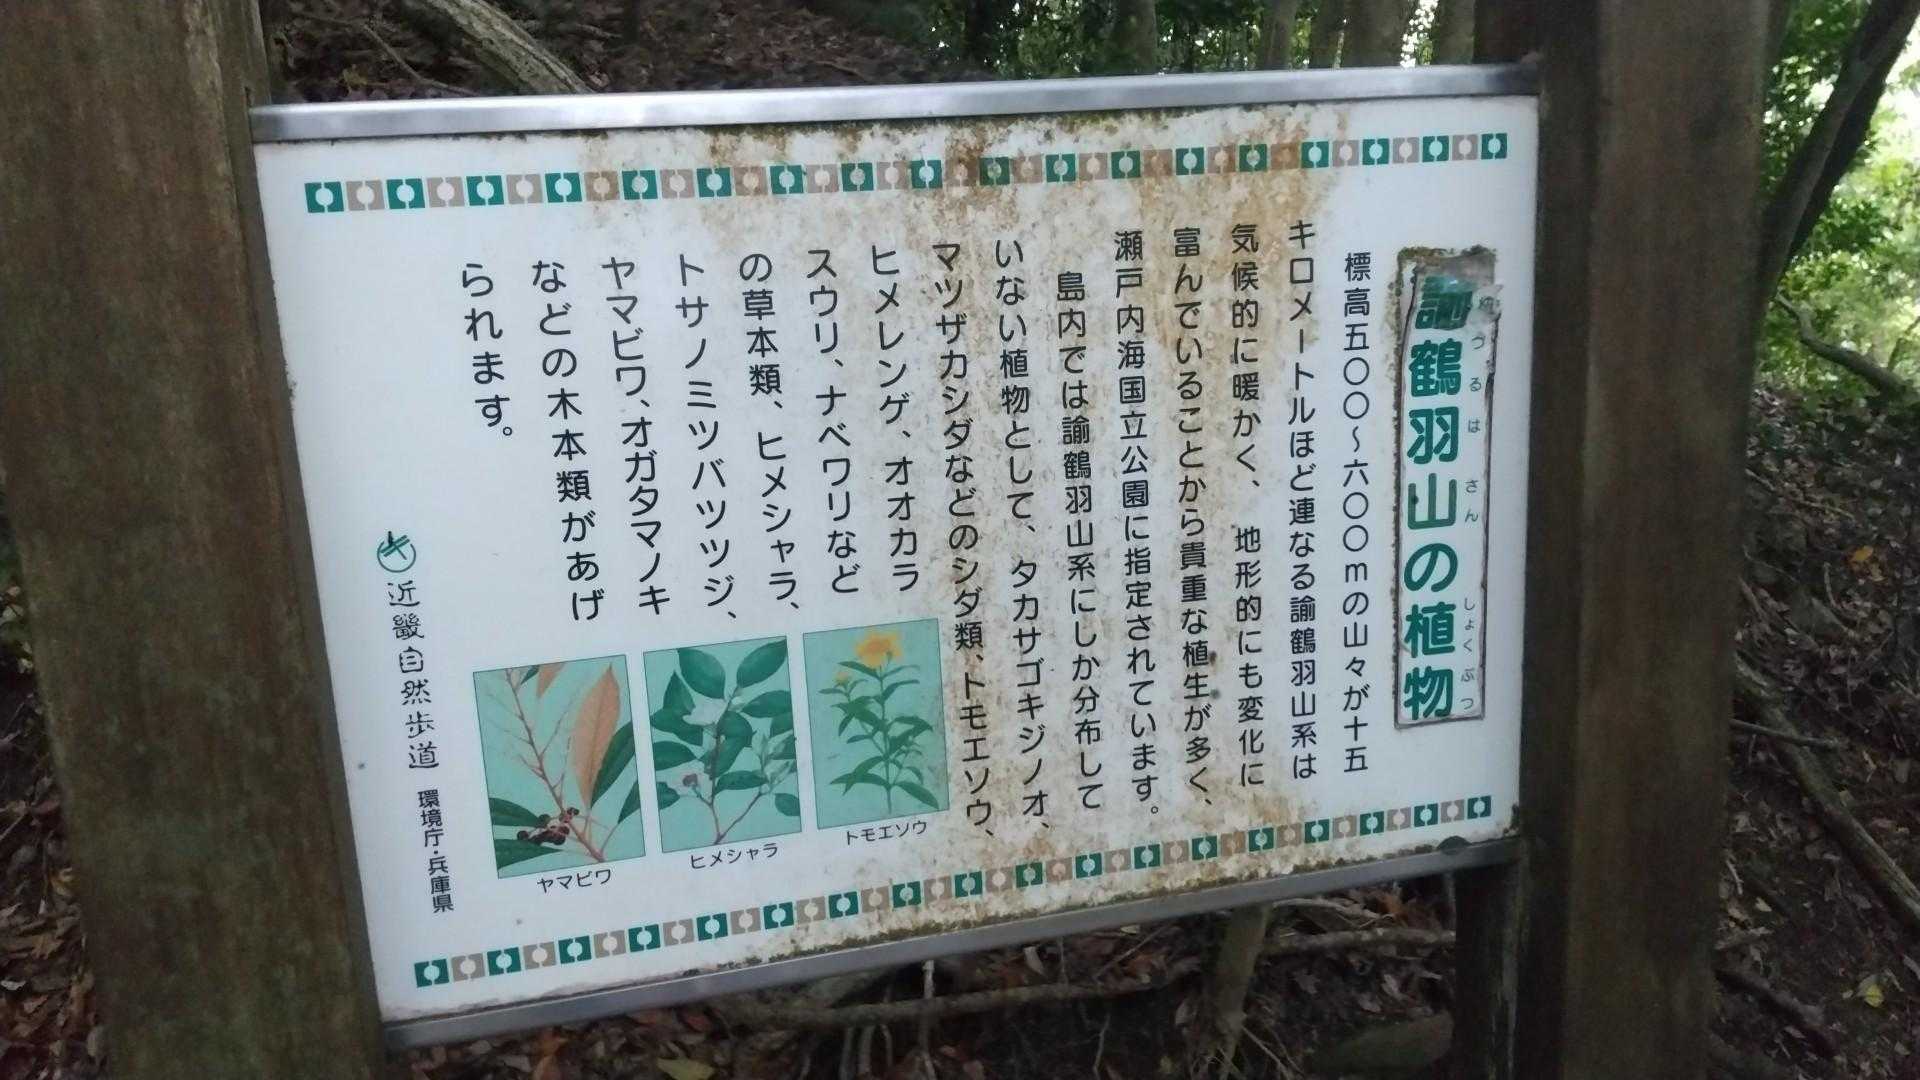 諭鶴羽山の植物
ゆづるは さん しょくぶつ
標高五〇〇～六〇〇mの山々が十五
キロメートルほど連なる諭鶴羽山系は
気候的に暖かく、地形的にも変化に
富んでいることから貴重な植生が多く、
瀬戸内海国立公園に指定されています。
島内では諭鶴羽山系にしか分布して
いない植物として、タカサゴキジノオ、
マツザカシダなどのシダ類、トモエソウ、
ヒメレンゲ、オオカラ
スウリ、ナベワリなど
の草本類、ヒメシャラ、
トサノミツバツツジ、
ヤマビワ、オガタマノキ
などの木本類があげ
られます。
トモエソウ
ヒメシャラ
ヤマビワ
近畿自然歩道 環境庁・兵庫県